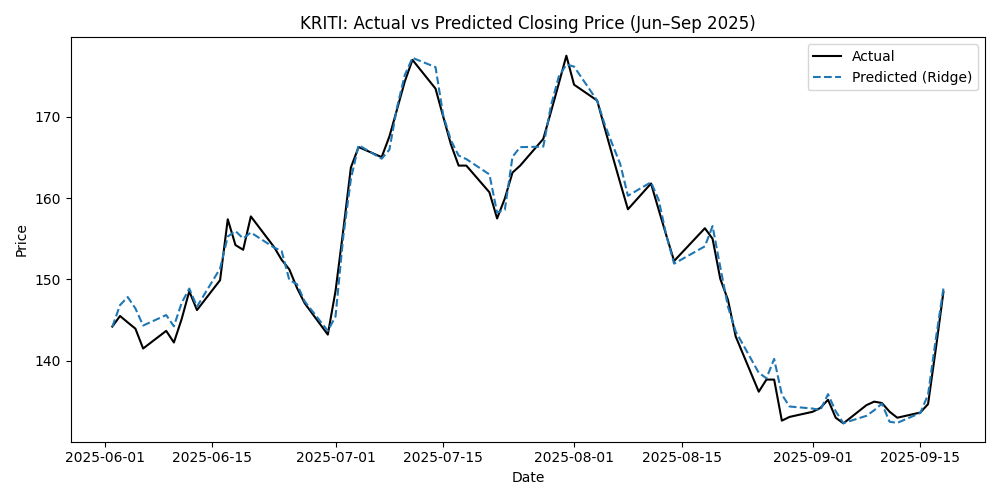 KRITI: Actual vs Predicted Closing Price (Jun–Sep 2025)
Actual
Predicted (Ridge)
Price
170
160
150
140
2025-06-01 2025-06-15 2025-07-01 2025-07-15 2025-08-01 2025-08-15 2025-09-01 2025-09-15
Date